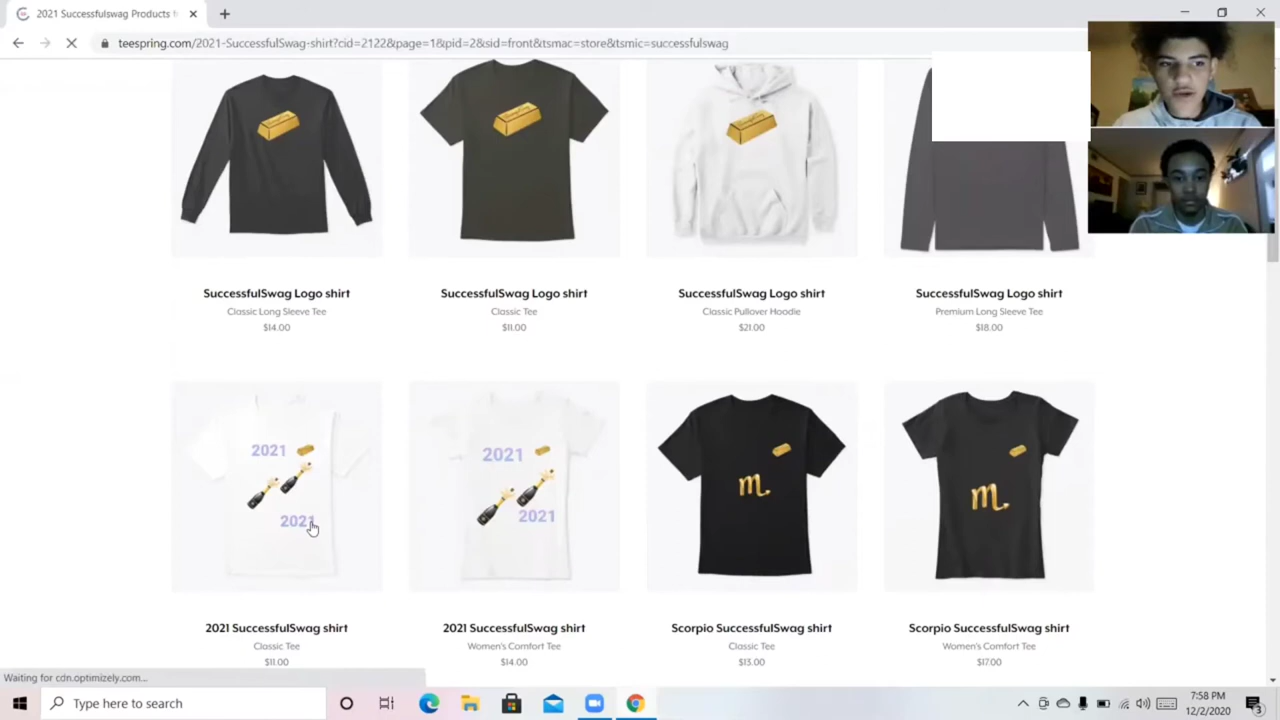 2021 SuccessfulSwag Products f
teespring.com/2021-SuccessfulSwag-shirt?cid=2122&page=1&pid=2&sid=front&tsmac=store&tsmic=successfulswag
SuccessfulSwag Logo shirt
Classic Long Sleeve Tee
$14.00
SuccessfulSwag Logo shirt
Classic Tee
$11.00
SuccessfulSwag Logo shirt
Classic Pullover Hoodie
$21.00
SuccessfulSwag Logo shirt
Premium Long Sleeve Tee
$18.00
2021
2021
2021
2021
m
m
2021 SuccessfulSwag shirt
Classic Tee
$11.00
2021 SuccessfulSwag shirt
Women's Comfort Tee
$14.00
Scorpio SuccessfulSwag shirt
Classic Tee
$13.00
Scorpio SuccessfulSwag shirt
Women's Comfort Tee
$17.00
Waiting for cdn.optimizely.com...
Type here to search
7:58 PM
12/2/2020
3